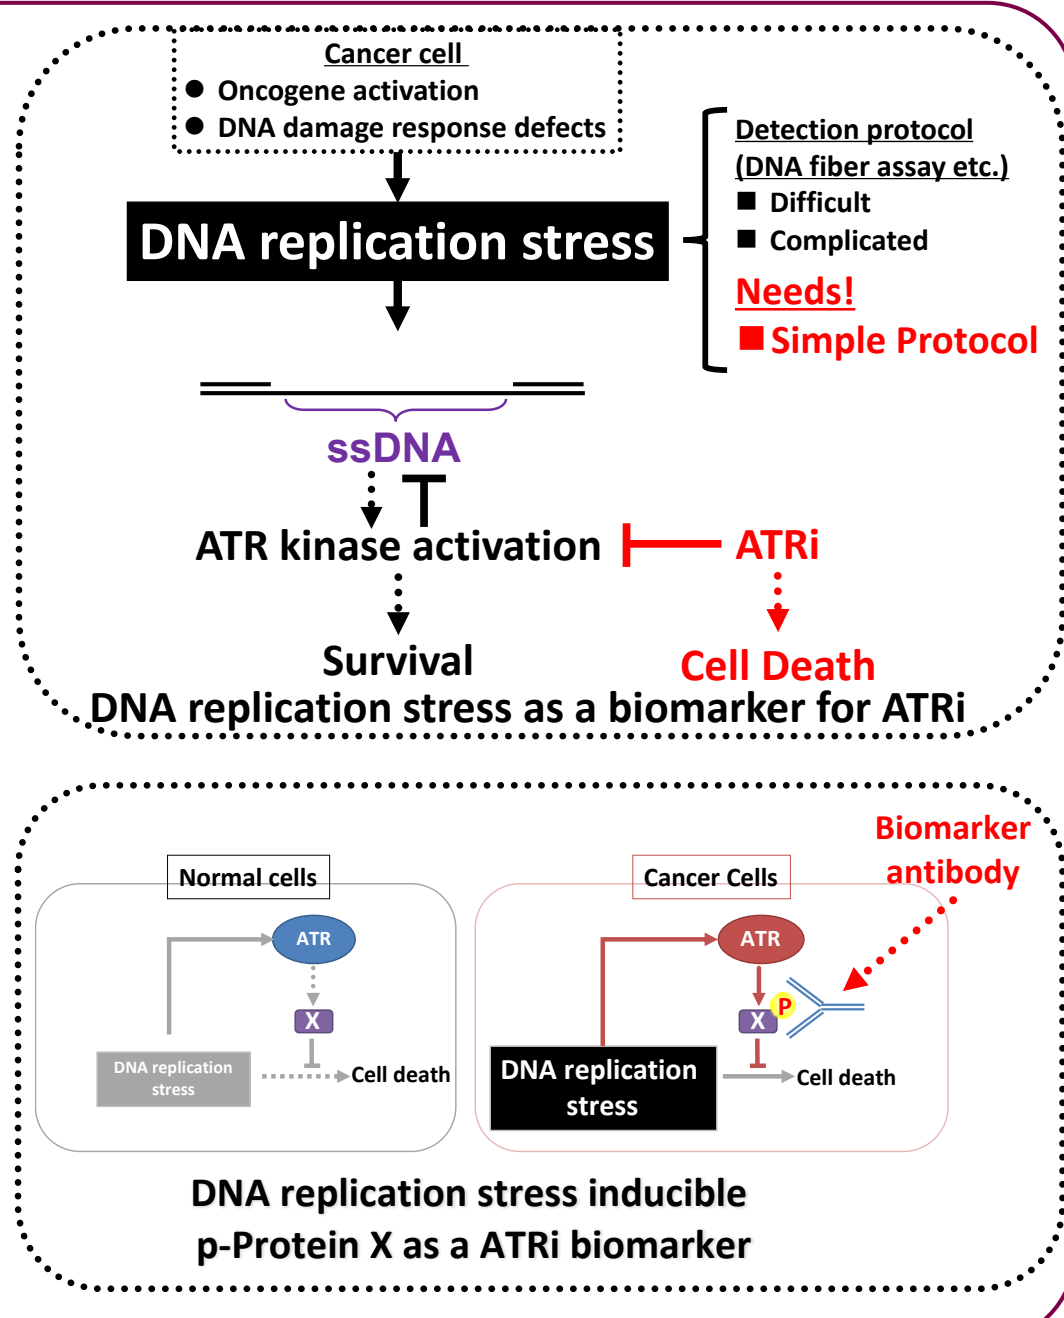 Cancer cell
● Oncogene activation
● DNA damage response defects
DNA replication stress
Detection protocol
(DNA fiber assay etc.)
■ Difficult
■ Complicated
Needs!
■ Simple Protocol
ssDNA
ATR kinase activation
ATRi
Survival
Cell Death
DNA replication stress as a biomarker for ATRi
Biomarker
antibody
Normal cells
ATR
X
DNA replication
stress
Cell death
Cancer Cells
ATR
P
X
DNA replication
stress
Cell death
DNA replication stress inducible
p-Protein X as a ATRi biomarker